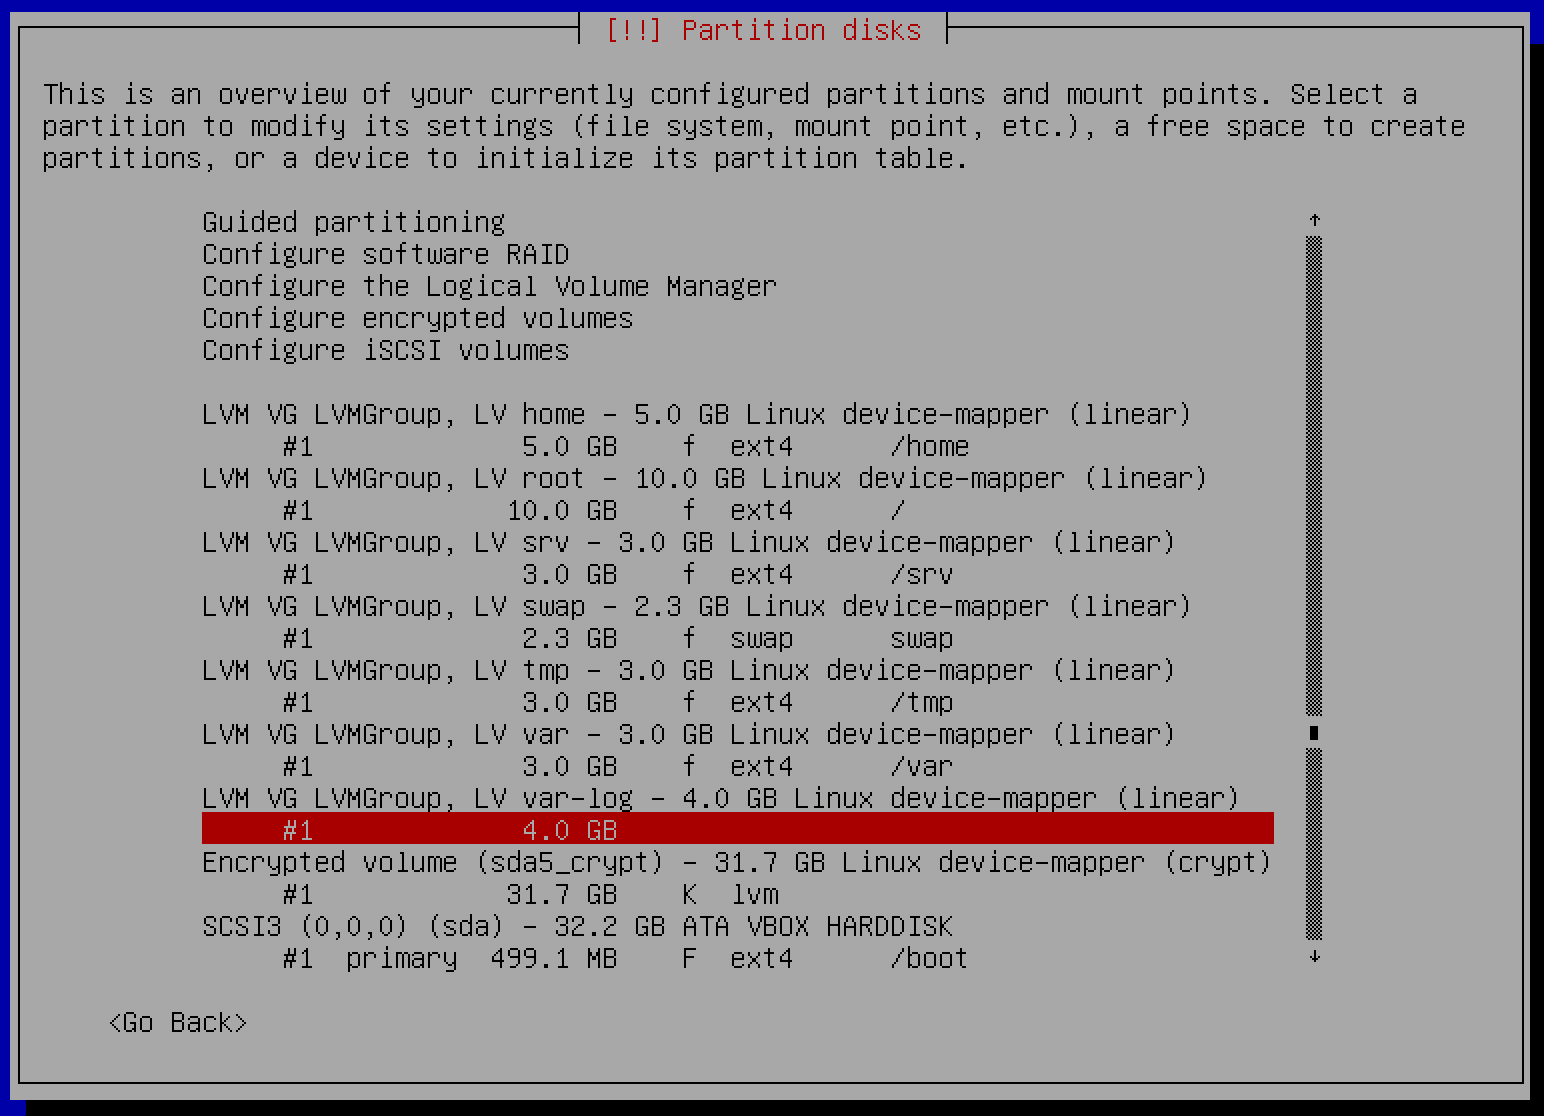 [!!] Partition disks
This is an overview of your currently configured partitions and mount points. Select a
partition to modify its settings (file system, mount point, etc.), a free space to create
partitions, or a device to initialize its partition table.
Guided partitioning
Configure software RAID
Configure the Logical Volume Manager
Configure encrypted volumes
Configure iSCSI volumes
LVM VG LVMGroup, LV home - 5.0 GB Linux device-mapper (linear)
#1 5.0 GB f ext4 /home
LVM VG LVMGroup, LV root - 10.0 GB Linux device-mapper (linear)
#1 10.0 GB f ext4 /
LVM VG LVMGroup, LV srv - 3.0 GB Linux device-mapper (linear)
#1 3.0 GB f ext4 /srv
LVM VG LVMGroup, LV swap - 2.3 GB Linux device-mapper (linear)
#1 2.3 GB f swap swap
LVM VG LVMGroup, LV tmp - 3.0 GB Linux device-mapper (linear)
#1 3.0 GB f ext4 /tmp
LVM VG LVMGroup, LV var - 3.0 GB Linux device-mapper (linear)
#1 3.0 GB f ext4 /var
LVM VG LVMGroup, LV var-log - 4.0 GB Linux device-mapper (linear)
#1 4.0 GB
Encrypted volume (sda5_crypt) - 31.7 GB Linux device-mapper (crypt)
#1 31.7 GB K lvm
SCSI3 (0,0,0) (sda) - 32.2 GB ATA VBOX HARDDISK
#1 primary 499.1 MB F ext4 /boot
<Go Back>